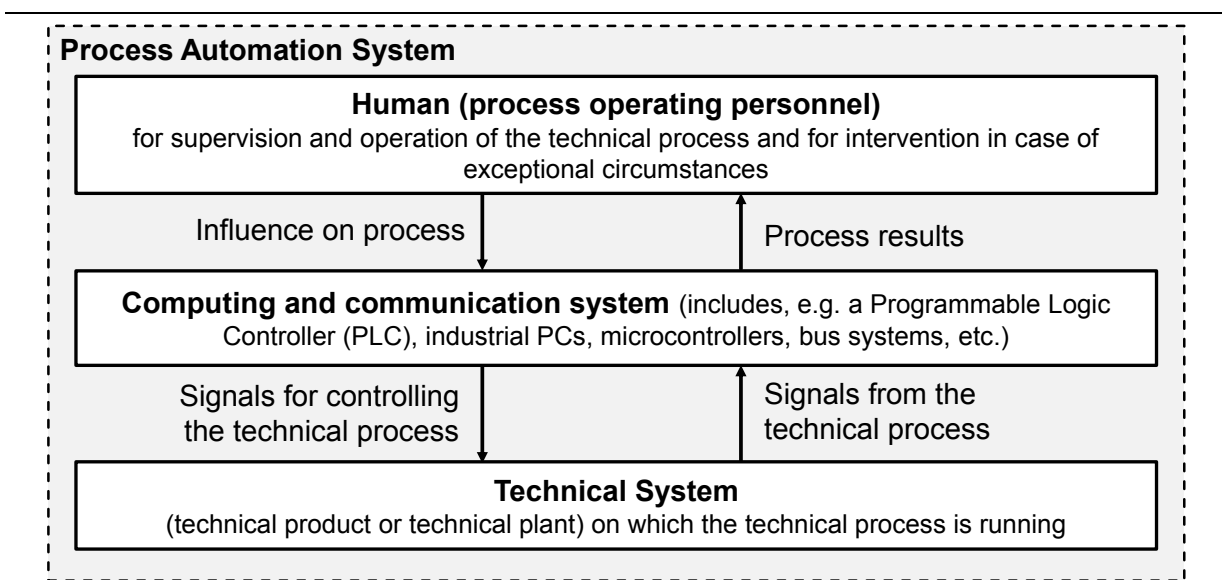 Process Automation System
Human (process operating personnel)
for supervision and operation of the technical process and for intervention in case of
exceptional circumstances
Influence on process
Process results
Computing and communication system (includes, e.g. a Programmable Logic
Controller (PLC), industrial PCs, microcontrollers, bus systems, etc.)
Signals for controlling
the technical process
Signals from the
technical process
Technical System
(technical product or technical plant) on which the technical process is running